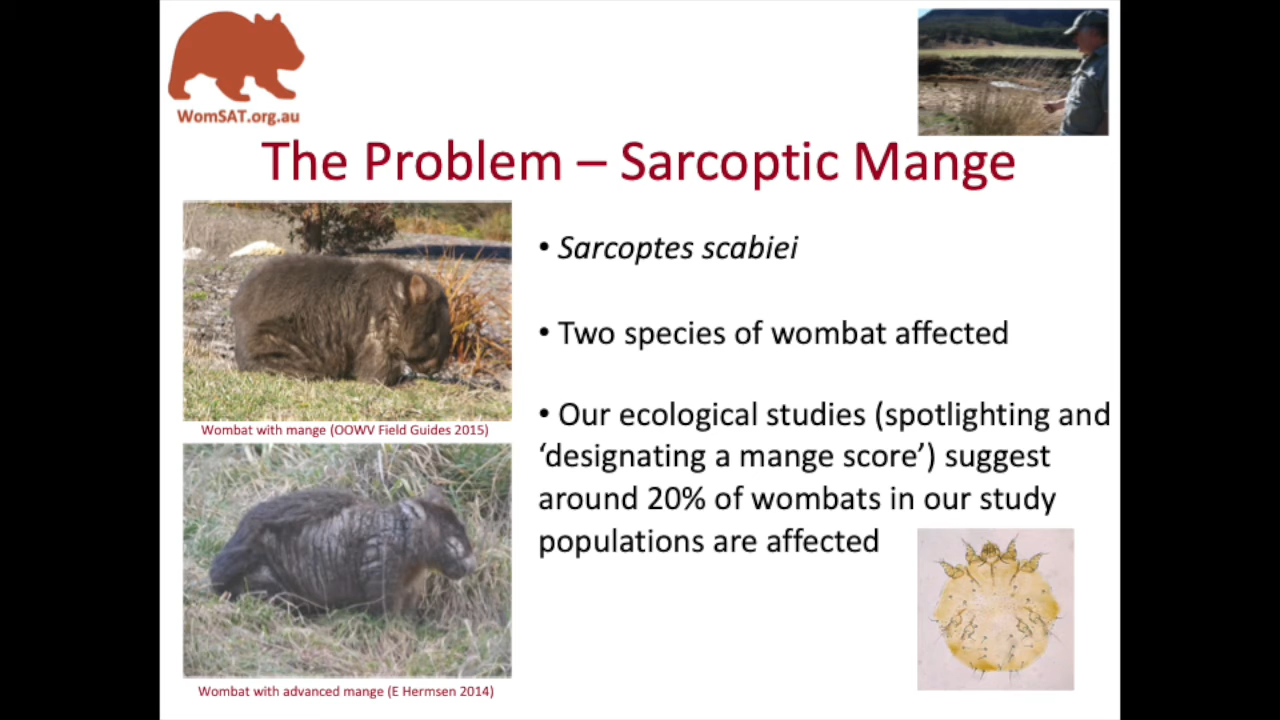 WomSAT.org.au
The Problem – Sarcoptic Mange
• Sarcoptes scabiei
• Two species of wombat affected
• Our ecological studies (spotlighting and
‘designating a mange score’) suggest
around 20% of wombats in our study
populations are affected
Wombat with mange (OOWV Field Guides 2015)
Wombat with advanced mange (E Hermsen 2014)